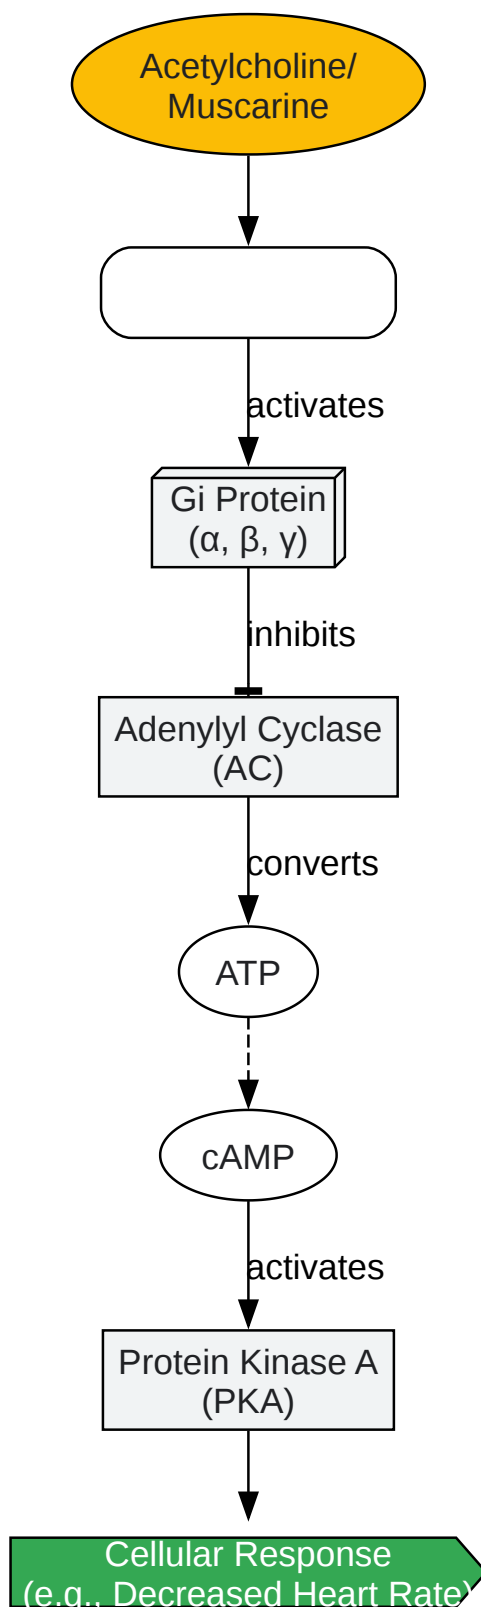 Acetylcholine/
Muscarine
activates
Gi Protein
(α, β, γ)
inhibits
Adenylyl Cyclase
(AC)
converts
ATP
cAMP
activates
Protein Kinase A
(PKA)
Cellular Response
(e.g., Decreased Heart Rate)